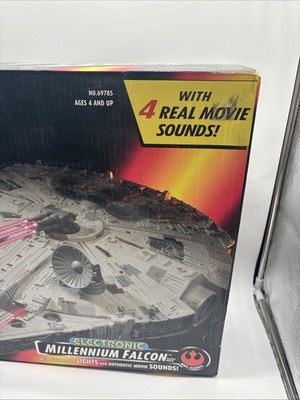 NO.69785
AGES 4 AND UP
WITH
4 REAL MOVIE
SOUNDS!
ELECTRONIC
MILLENNIUM FALCON
LIGHTS AND AUTHENTIC MOVIE SOUNDS!